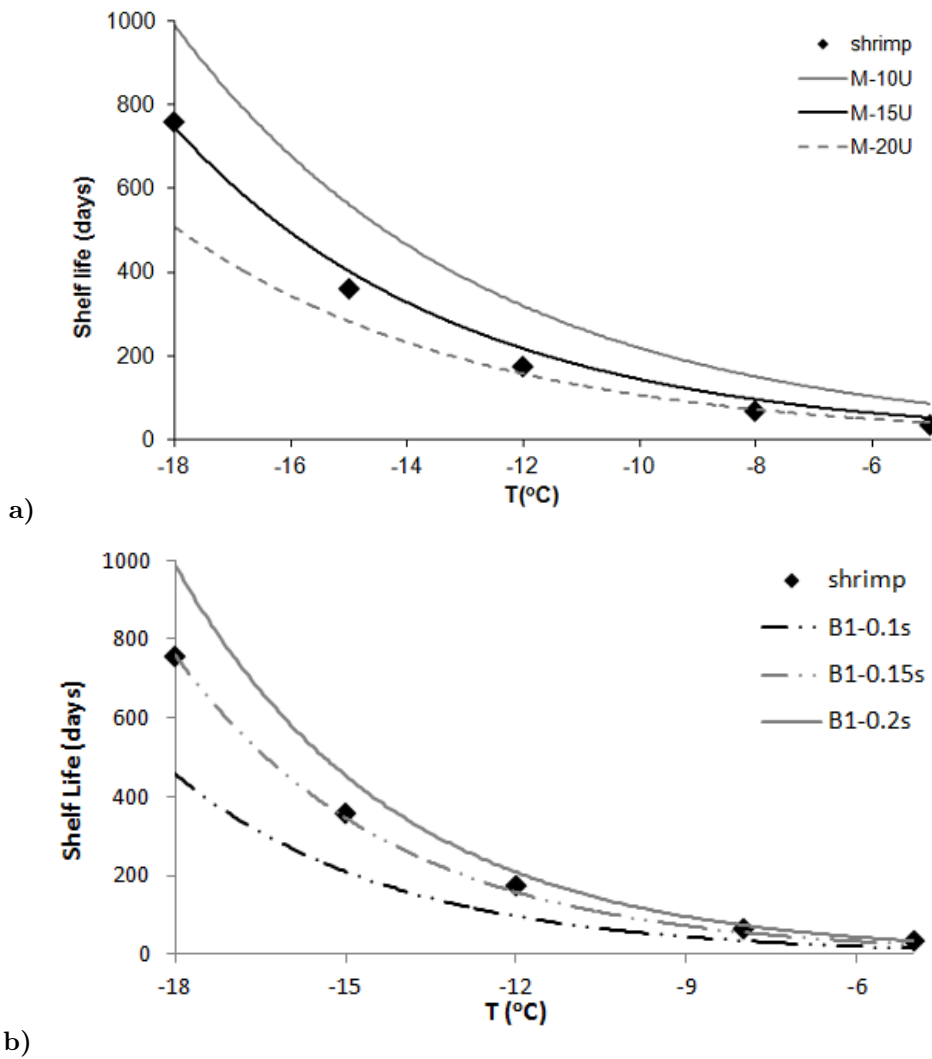 1000
800
600
400
200
0
Shelf life (days)
shrimp
M-10U
M-15U
M-20U
-18 -16 -14 -12 -10 -8 -6
T(°C)
a)
1000
800
600
400
200
0
Shelf Life (days)
shrimp
B1-0.1s
B1-0.15s
B1-0.2s
-18 -15 -12 -9 -6
T (°C)
b)